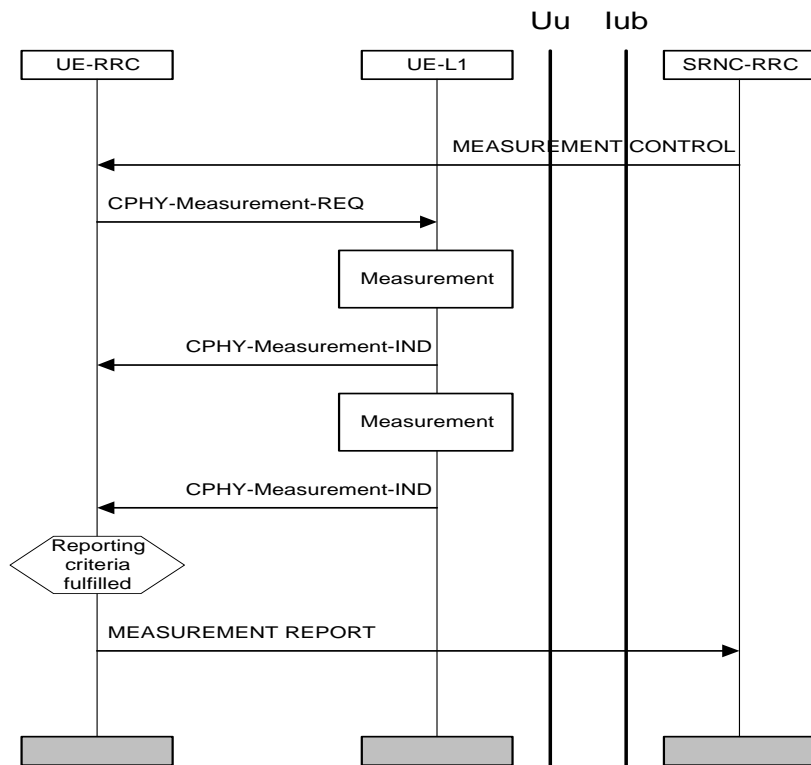 Uu Iub
UE-RRC UE-L1 SRNC-RRC
MEASUREMENT CONTROL
CPHY-Measurement-REQ
Measurement
CPHY-Measurement-IND
Measurement
CPHY-Measurement-IND
Reporting
criteria
fulfilled
MEASUREMENT REPORT